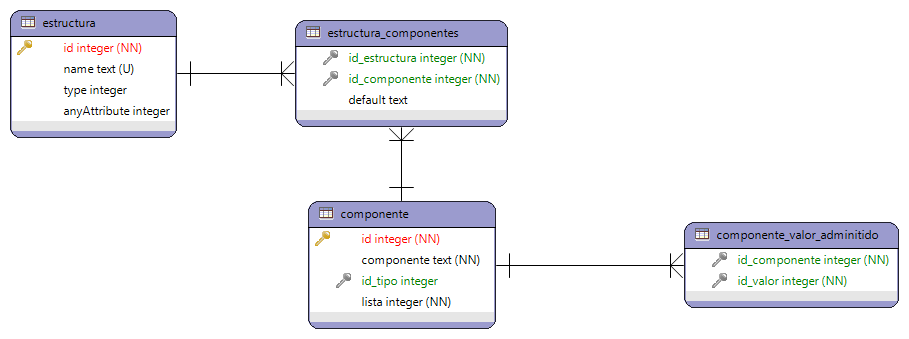 estructura
id integer (NN)
name text (U)
type integer
anyAttribute integer
estructura_componentes
id_estructura integer (NN)
id_componente integer (NN)
default text
componente
id integer (NN)
componente text (NN)
id_tipo integer
lista integer (NN)
componente_valor_adminitido
id_componente integer (NN)
id_valor integer (NN)